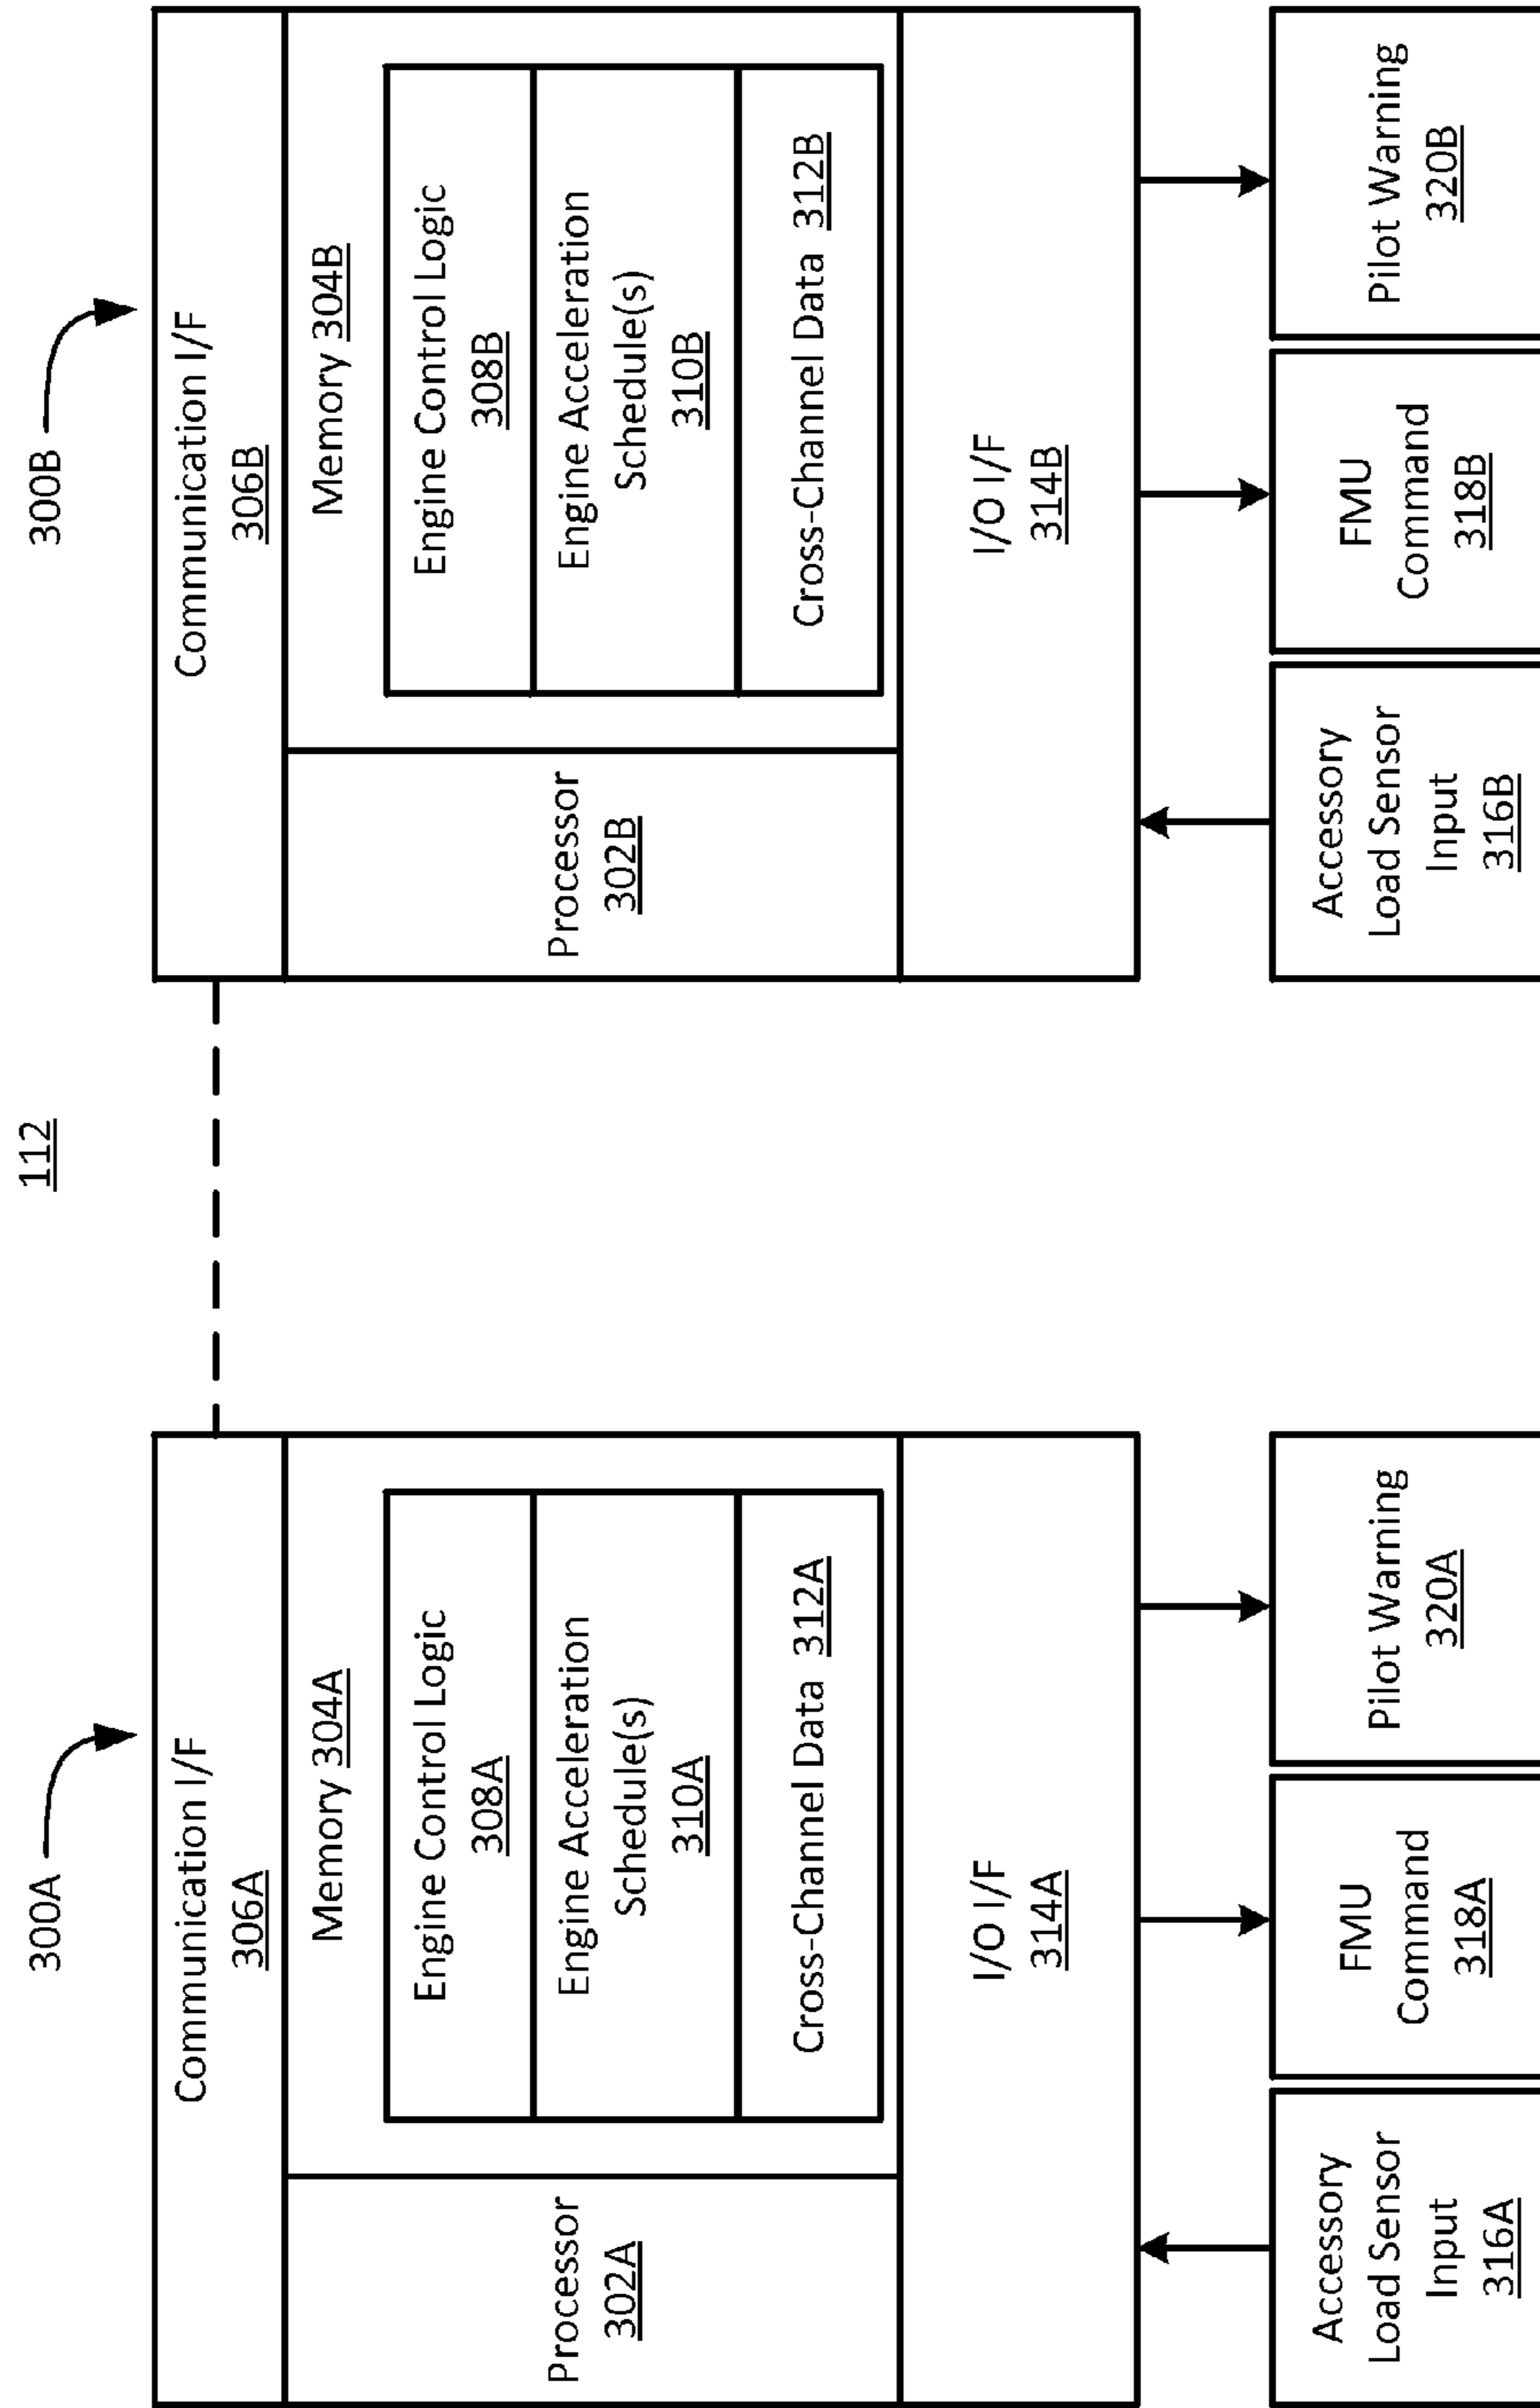 112
300A
Communication I/F
306A
Processor
302A
Memory 304A
Engine Control Logic
308A
Engine Acceleration
Schedule(s)
310A
Cross-Channel Data 312A
I/O I/F
314A
Accessory
Load Sensor
Input
316A
FMU
Command
318A
Pilot Warning
320A
300B
Communication I/F
306B
Processor
302B
Memory 304B
Engine Control Logic
308B
Engine Acceleration
Schedule(s)
310B
Cross-Channel Data 312B
I/O I/F
314B
Accessory
Load Sensor
Input
316B
FMU
Command
318B
Pilot Warning
320B